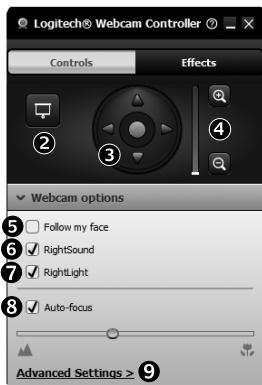 Logitech® Webcam Controller
Controls Effects
2
3
4
Webcam options
5 Follow my face
6 RightSound
7 RightLight
8 Auto-focus
Advanced Settings > 9